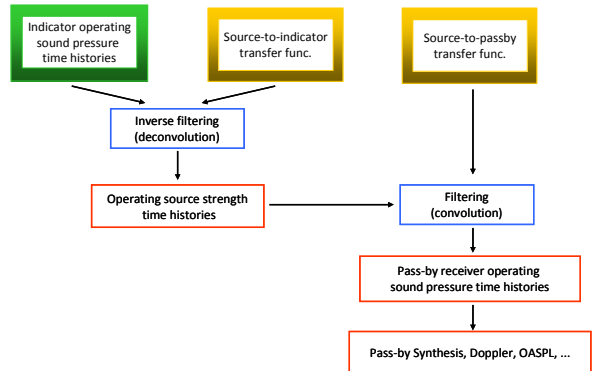 Indicator operating
sound pressure
time histories
Source-to-indicator
transfer func.
Source-to-passby
transfer func.
Inverse filtering
(deconvolution)
Operating source strength
time histories
Filtering
(convolution)
Pass-by receiver operating
sound pressure time histories
Pass-by Synthesis, Doppler, OASPL, ...